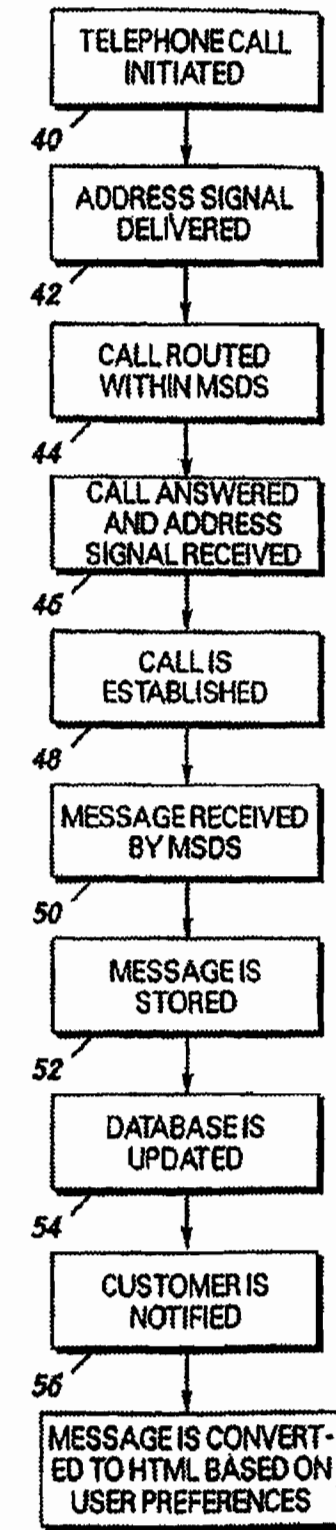 TELEPHONE CALL
INITIATED
40
ADDRESS SIGNAL
DELIVERED
42
CALL ROUTED
WITHIN MSDS
44
CALL ANSWERED
AND ADDRESS
SIGNAL RECEIVED
46
CALL IS
ESTABLISHED
48
MESSAGE RECEIVED
BY MSDS
50
MESSAGE IS
STORED
52
DATABASE IS
UPDATED
54
CUSTOMER IS
NOTIFIED
56
MESSAGE IS CONVERT-
ED TO HTML BASED ON
USER PREFERENCES